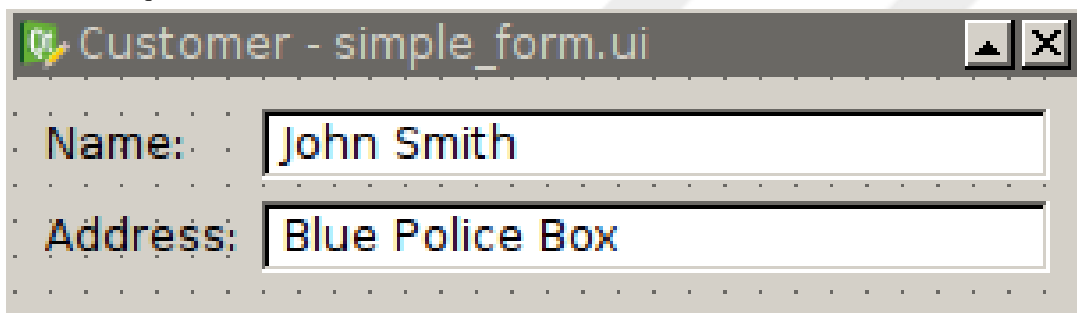 Customer - simple_form.ui
Name: John Smith
Address: Blue Police Box